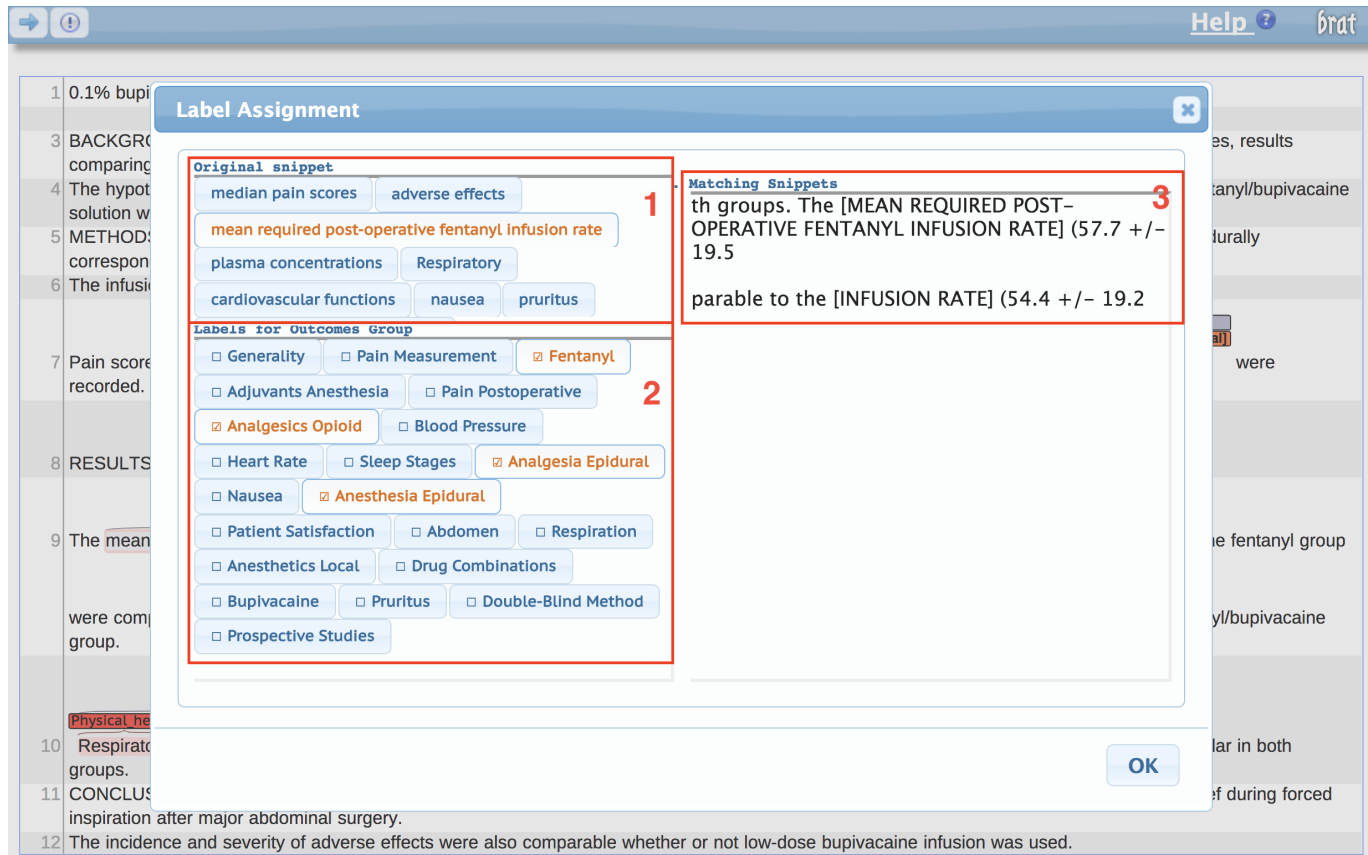 Help ? brat
1 0.1% bupi
Label Assignment
3 BACKGRO es, results
comparing
4 The hypot tanyl/bupivacaine
solution w
5 METHODS durally
correspon
6 The infusio
7 Pain score were
recorded.
8 RESULTS
9 The mean he fentanyl group
were comp yl/bupivacaine
group.
Physical_he
10 Respirato lar in both
groups.
11 CONCLUS ef during forced
inspiration after major abdominal surgery.
12 The incidence and severity of adverse effects were also comparable whether or not low-dose bupivacaine infusion was used.
al]
Original snippet
median pain scores adverse effects
1
mean required post-operative fentanyl infusion rate
plasma concentrations Respiratory
cardiovascular functions nausea pruritus
Labels for Outcomes Group
Generality Pain Measurement Fentanyl
Adjuvants Anesthesia Pain Postoperative
2
Analgesics Opioid Blood Pressure
Heart Rate Sleep Stages Analgesia Epidural
Nausea Anesthesia Epidural
Patient Satisfaction Abdomen Respiration
Anesthetics Local Drug Combinations
Bupivacaine Pruritus Double-Blind Method
Prospective Studies
Matching Snippets
3
th groups. The [MEAN REQUIRED POST-
OPERATIVE FENTANYL INFUSION RATE] (57.7 +/-
19.5
parable to the [INFUSION RATE] (54.4 +/- 19.2
OK